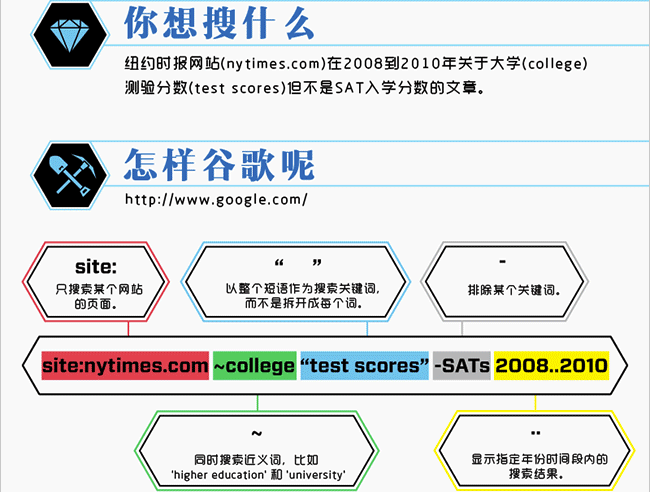 你想搜什么
纽约时报网站(nytimes.com)在2008到2010年关于大学(college)
测验分数(test scores)但不是SAT入学分数的文章。
怎样谷歌呢
http://www.google.com/
site:
只搜索某个网站
的页面。
“ ”
以整个短语作为搜索关键词，
而不是拆开成每个词。
-
排除某个关键词。
site:nytimes.com ~college “test scores” -SATs 2008..2010
~
同时搜索近义词，比如
'higher education' 和 'university'
..
显示指定年份时间段内的
搜索结果。